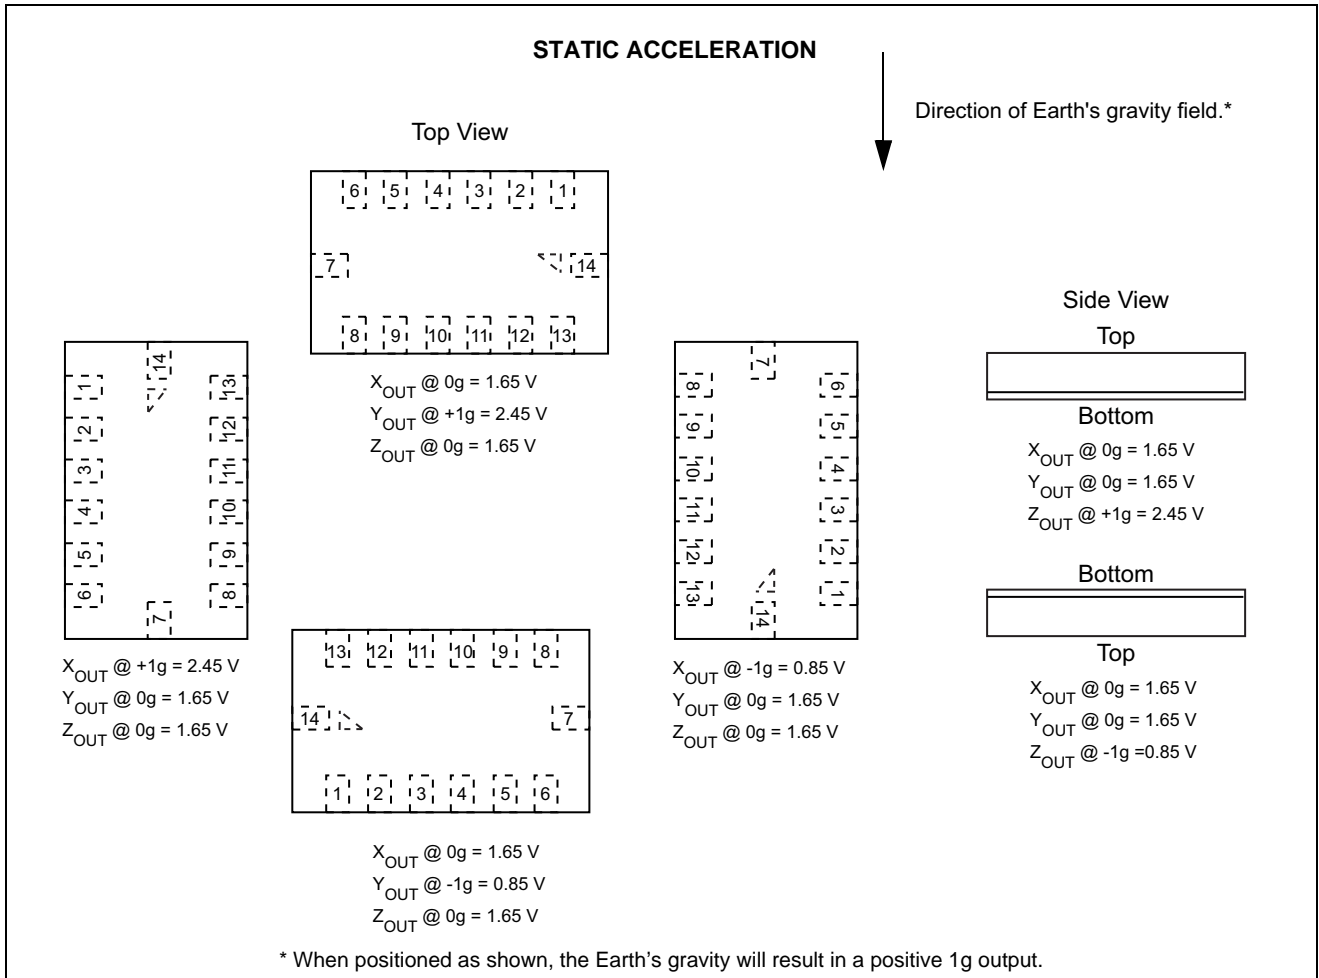 STATIC ACCELERATION
Direction of Earth's gravity field.*
Top View
6 5 4 3 2 1
7 14
8 9 10 11 12 13
X_OUT @ 0g = 1.65 V
Y_OUT @ +1g = 2.45 V
Z_OUT @ 0g = 1.65 V
14
1 13
2 12
3 11
4 10
5 9
6 8
7
X_OUT @ +1g = 2.45 V
Y_OUT @ 0g = 1.65 V
Z_OUT @ 0g = 1.65 V
13 12 11 10 9 8
14 7
1 2 3 4 5 6
X_OUT @ 0g = 1.65 V
Y_OUT @ -1g = 0.85 V
Z_OUT @ 0g = 1.65 V
7
8 6
9 5
10 4
11 3
12 2
13 1
14
X_OUT @ -1g = 0.85 V
Y_OUT @ 0g = 1.65 V
Z_OUT @ 0g = 1.65 V
Side View
Top
Bottom
X_OUT @ 0g = 1.65 V
Y_OUT @ 0g = 1.65 V
Z_OUT @ +1g = 2.45 V
Bottom
Top
X_OUT @ 0g = 1.65 V
Y_OUT @ 0g = 1.65 V
Z_OUT @ -1g =0.85 V
* When positioned as shown, the Earth's gravity will result in a positive 1g output.